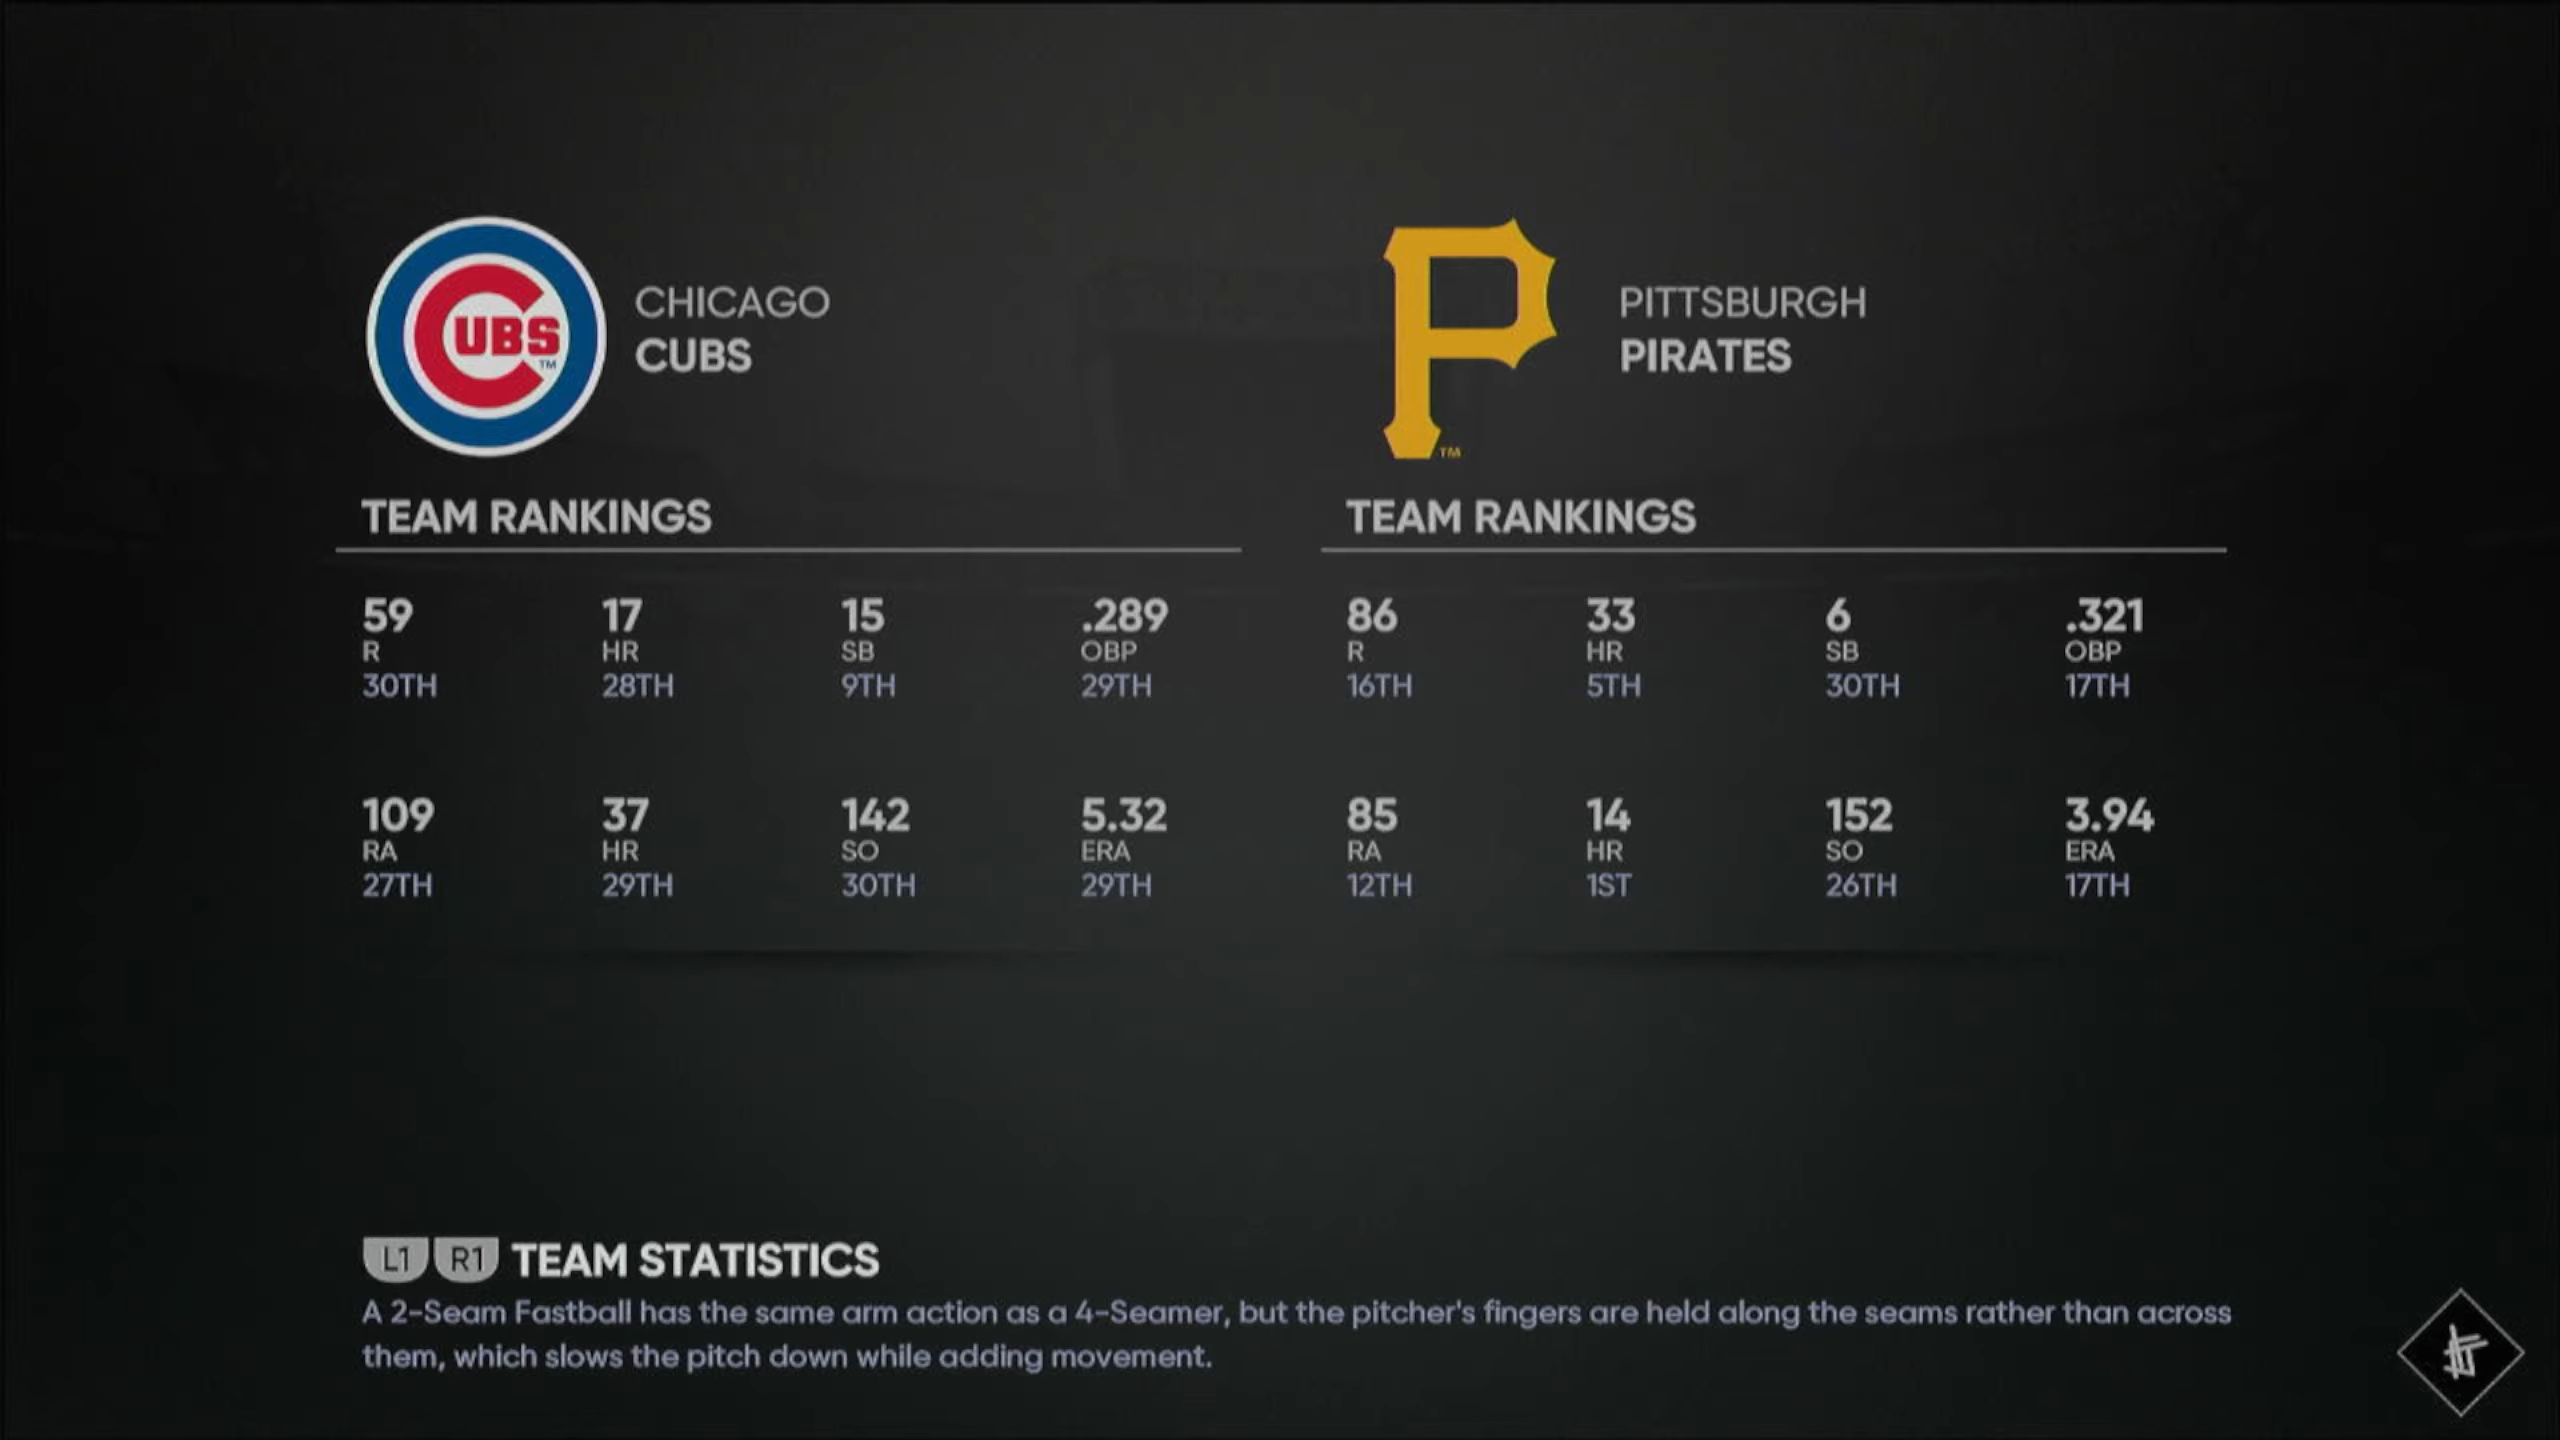 UBS
TM
CHICAGO
CUBS
TEAM RANKINGS
59 17 15 .289
R HR SB OBP
30TH 28TH 9TH 29TH
109 37 142 5.32
RA HR SO ERA
27TH 29TH 30TH 29TH
P
TM
PITTSBURGH
PIRATES
TEAM RANKINGS
86 33 6 .321
R HR SB OBP
16TH 5TH 30TH 17TH
85 14 152 3.94
RA HR SO ERA
12TH 1ST 26TH 17TH
L1 R1 TEAM STATISTICS
A 2-Seam Fastball has the same arm action as a 4-Seamer, but the pitcher's fingers are held along the seams rather than across
them, which slows the pitch down while adding movement.